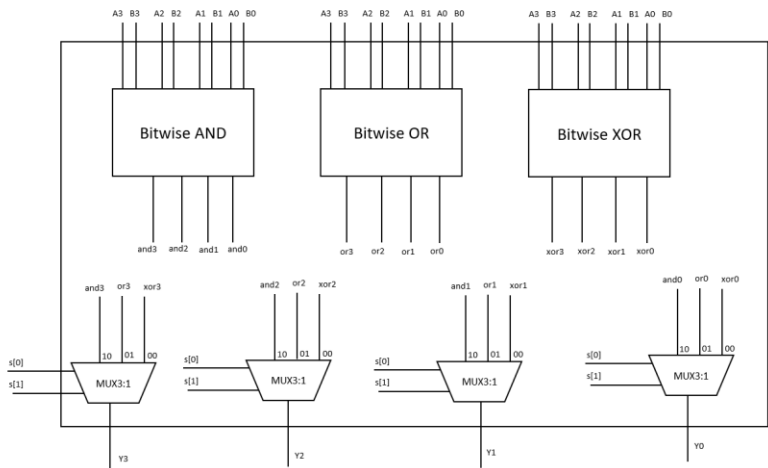 A3 B3 A2 B2 A1 B1 A0 B0
A3 B3 A2 B2 A1 B1 A0 B0
A3 B3 A2 B2 A1 B1 A0 B0
Bitwise AND
Bitwise OR
Bitwise XOR
and3 and2 and1 and0
or3 or2 or1 or0
xor3 xor2 xor1 xor0
and3 or3 xor3
10 01 00
s[0]
s[1]
MUX3:1
Y3
and2 or2 xor2
10 01 00
s[0]
s[1]
MUX3:1
Y2
and1 or1 xor1
10 01 00
s[0]
s[1]
MUX3:1
Y1
and0 or0 xor0
10 01 00
s[0]
s[1]
MUX3:1
Y0